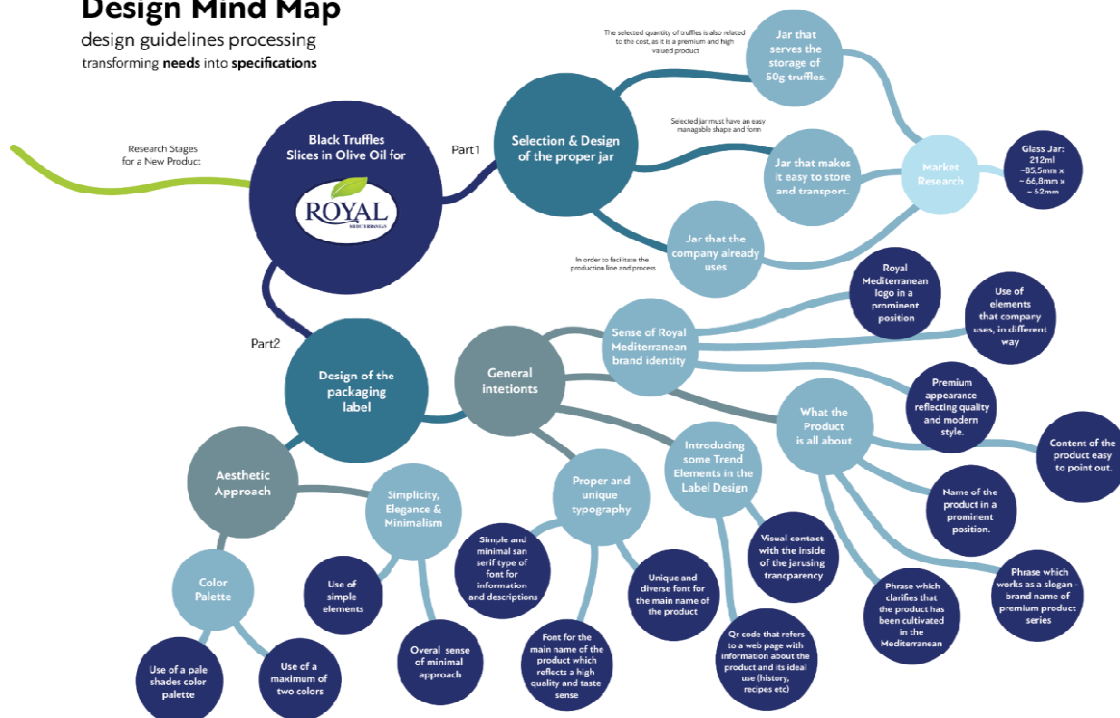 Design Mind Map
design guidelines processing
transforming needs into specifications
Research Stages
for a New Product
Black Truffles
Slices in Olive Oil for
ROYAL
MEDITERRANEAN
Part1
Selection & Design
of the proper jar
The selected quantity of truffles is also related
to the cost, as it is a premium and high
valued product
Jar that
serves the
storage of
50g truffles.
Selected jar must have an easy
managable shape and form
Jar that makes
it easy to store
and transport.
In order to facilitate the
production line and process
Jar that the
company already
uses
Market
Research
Glass Jar:
212ml
~85,5mm x
~ 66,8mm x
~ 52mm
Part2
Design of the
packaging
label
General
intetionts
Sense of Royal
Mediterranean
brand identity
Royal
Mediterranean
logo in a
prominent
position
Use of
elements
that company
uses, in different
way
Premium
appearance
reflecting quality
and modern
style.
What the
Product
is all about
Content of the
product easy
to point out.
Name of the
product in a
prominent
position.
Phrase which
works as a slogan -
brand name of
premium product
series
Phrase which
clarifies that
the product has
been cultivated
in the
Mediterranean
Introducing
some Trend
Elements in the
Label Design
Visual contact
with the inside
of the jarusing
trancparency
Qr code that refers
to a web page with
information about the
product and its ideal
use (history,
recipes etc)
Proper and
unique
typography
Simple and
minimal san
serif type of
font for
information
and descriptions
Font for the
main name of the
product which
reflects a high
quality and taste
sense
Unique and
diverse font for
the main name of
the product
Aesthetic
Approach
Simplicity,
Elegance &
Minimalism
Use of
simple
elements
Overal sense
of minimal
approach
Color
Palette
Use of a pale
shades color
palette
Use of a
maximum of
two colors